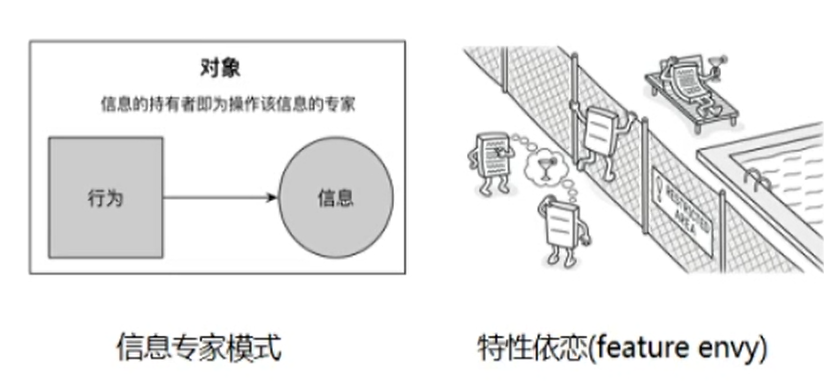 对象
信息的持有者即为操作该信息的专家
行为
信息
RESTRICTED
AREA
信息专家模式
特性依恋(feature envy)